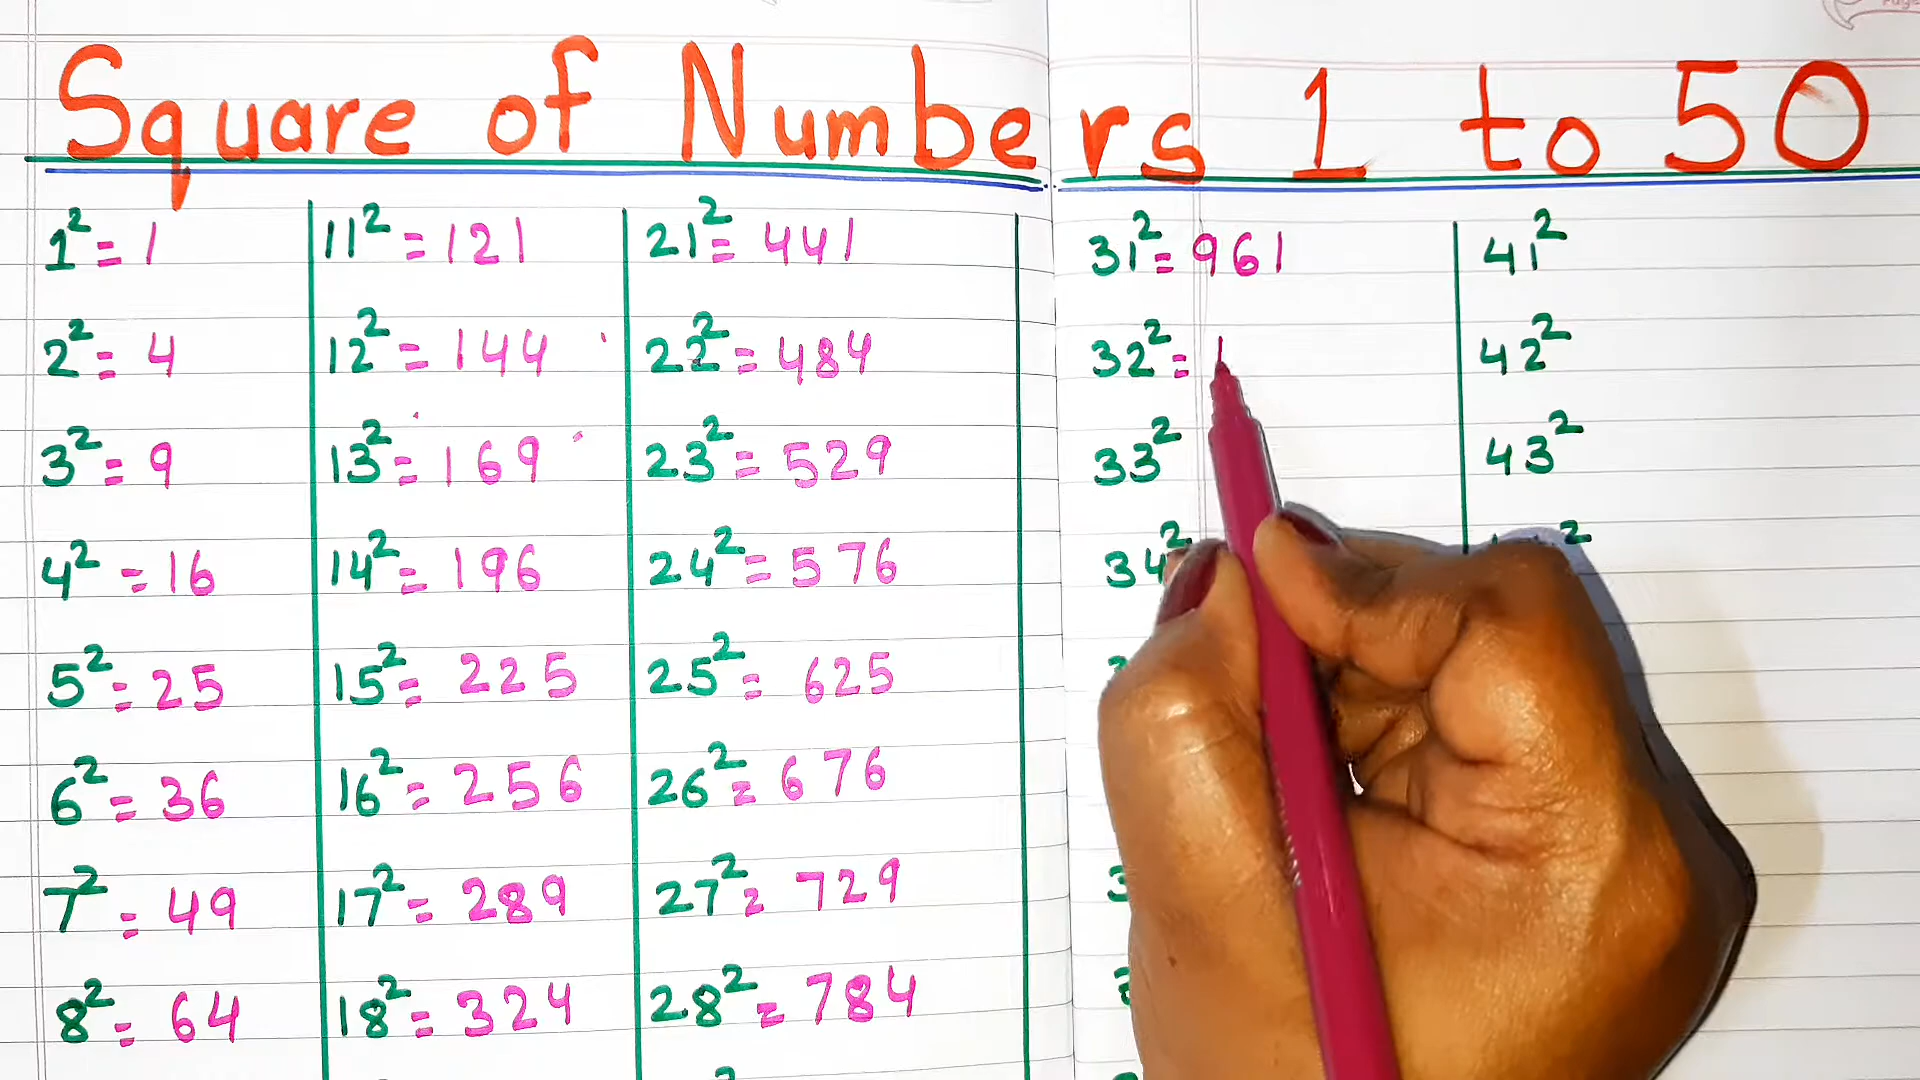 Square of Numbers 1 to 50
1² = 1
2² = 4
3² = 9
4² = 16
5² = 25
6² = 36
7² = 49
8² = 64
11² = 121
12² = 144
13² = 169
14² = 196
15² = 225
16² = 256
17² = 289
18² = 324
21² = 441
22² = 484
23² = 529
24² = 576
25² = 625
26² = 676
27² = 729
28² = 784
31² = 961
32² = 1
33²
34²
41²
42²
43²